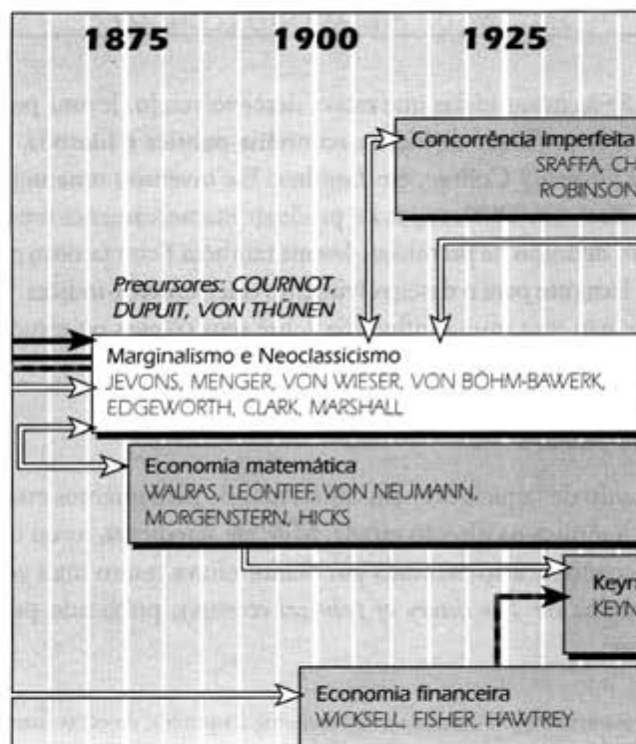 1875 1900 1925
Concorrência imperfeita
SRAFFA, CH
ROBINSON
Precursores: COURNOT,
DUPUIT, VON THÜNEN
Marginalismo e Neoclassicismo
JEVONS, MENGER, VON WIESER, VON BÖHM-BAWERK,
EDGEWORTH, CLARK, MARSHALL
Economia matemática
WALRAS, LEONTIEF, VON NEUMANN,
MORGENSTERN, HICKS
Keyn
KEYN
Economia financeira
WICKSELL, FISHER, HAWTREY